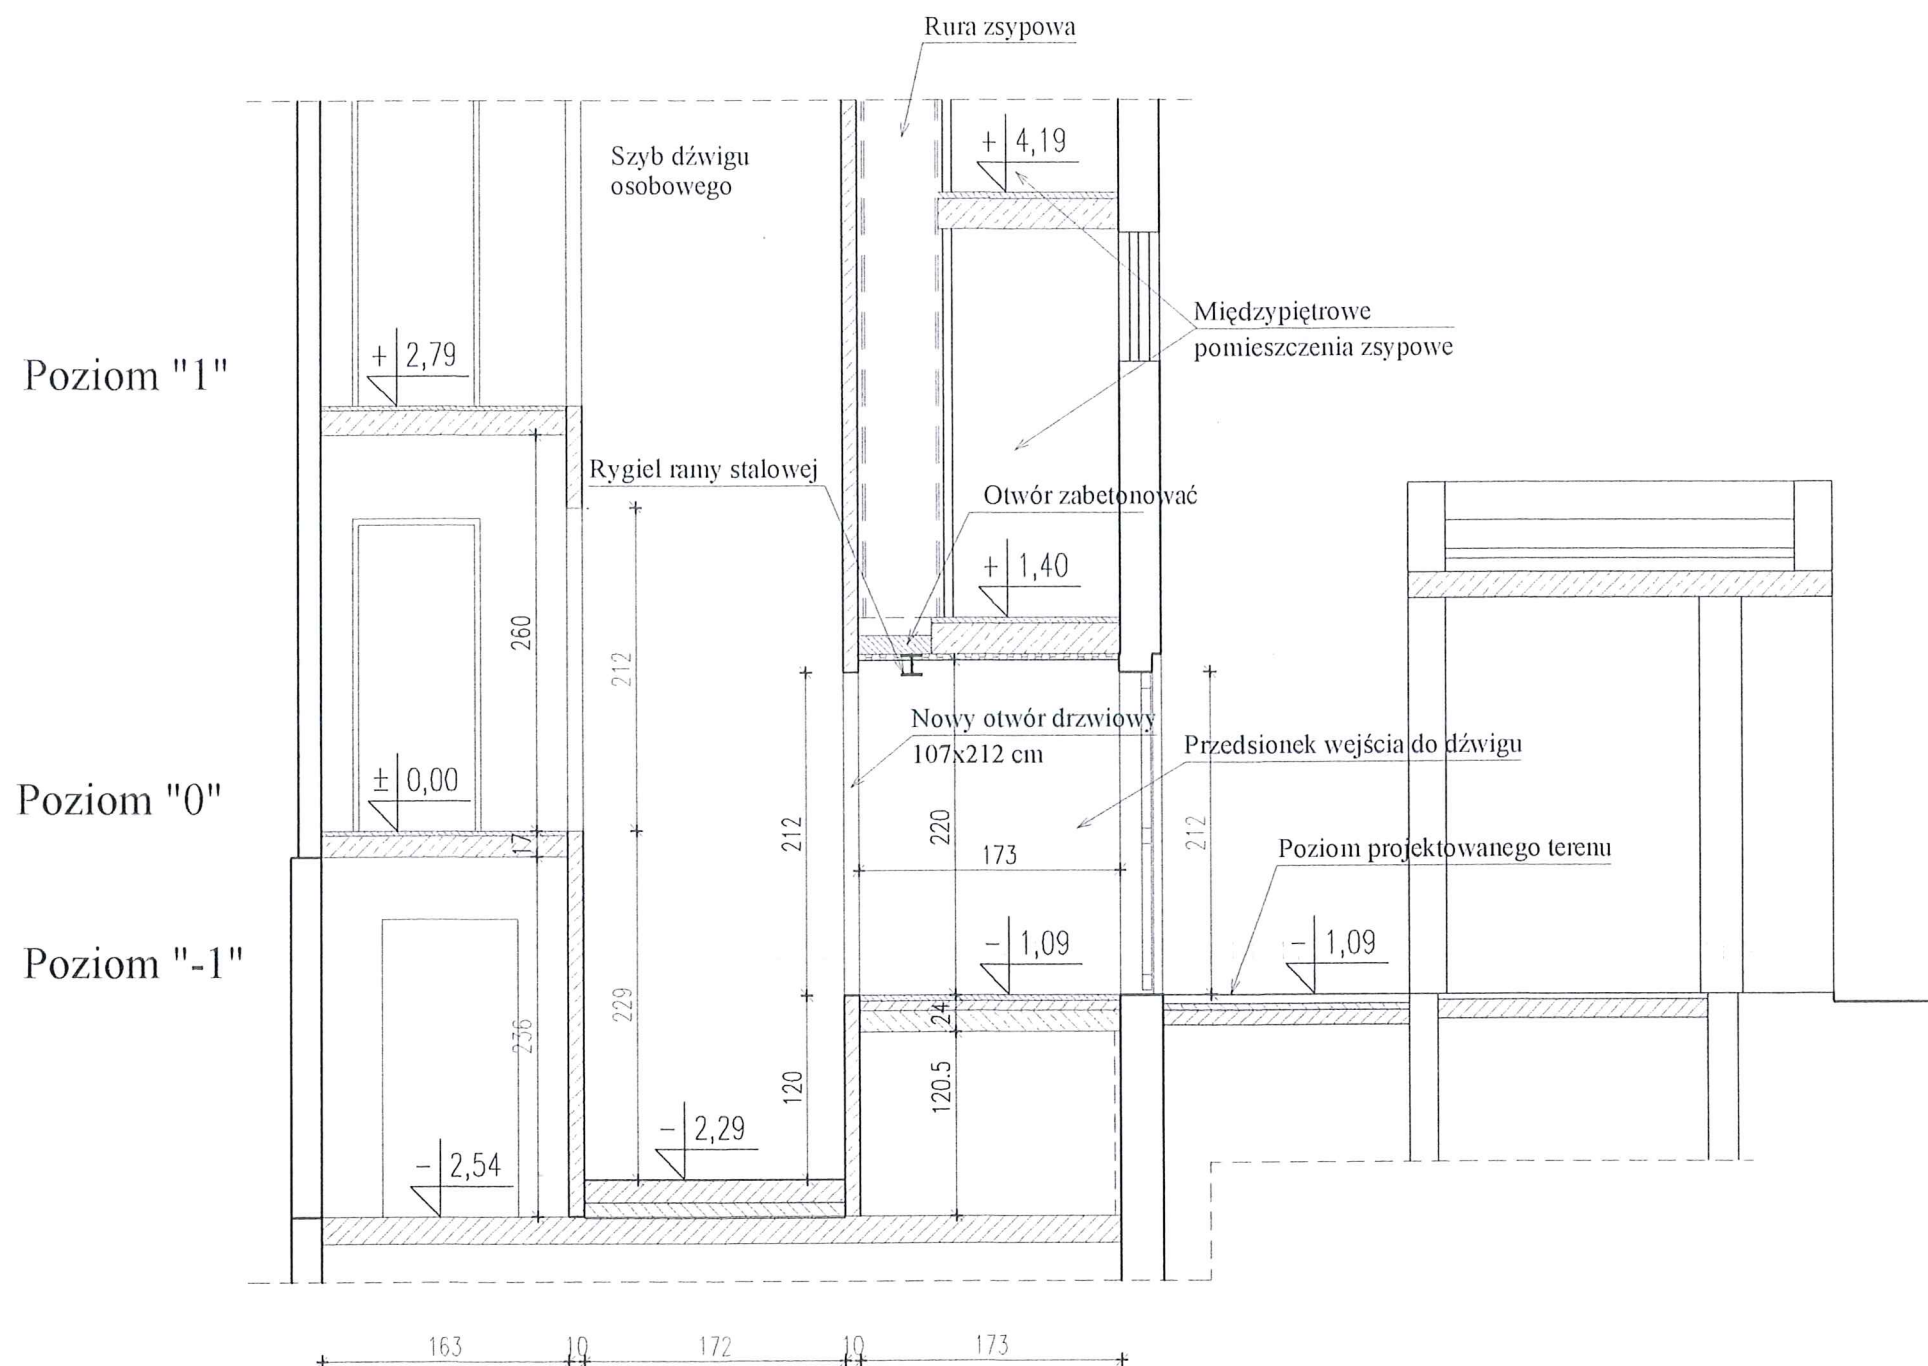 Rura zsypowa
Szyb dźwigu
osobowego
+ 4,19
Międzypiętrowe
pomieszczenia zsypowe
Poziom "1"
+ 2,79
Rygiel ramy stalowej
Otwór zabetonować
+ 1,40
260
212
Nowy otwór drzwiowy
107x212 cm
Przedsionek wejścia do dźwigu
Poziom "0"
± 0,00
17
212
220
173
212
Poziom projektowanego terenu
Poziom "-1"
- 1,09
- 1,09
236
229
24
120
120.5
- 2,29
- 2,54
163
10
172
10
173